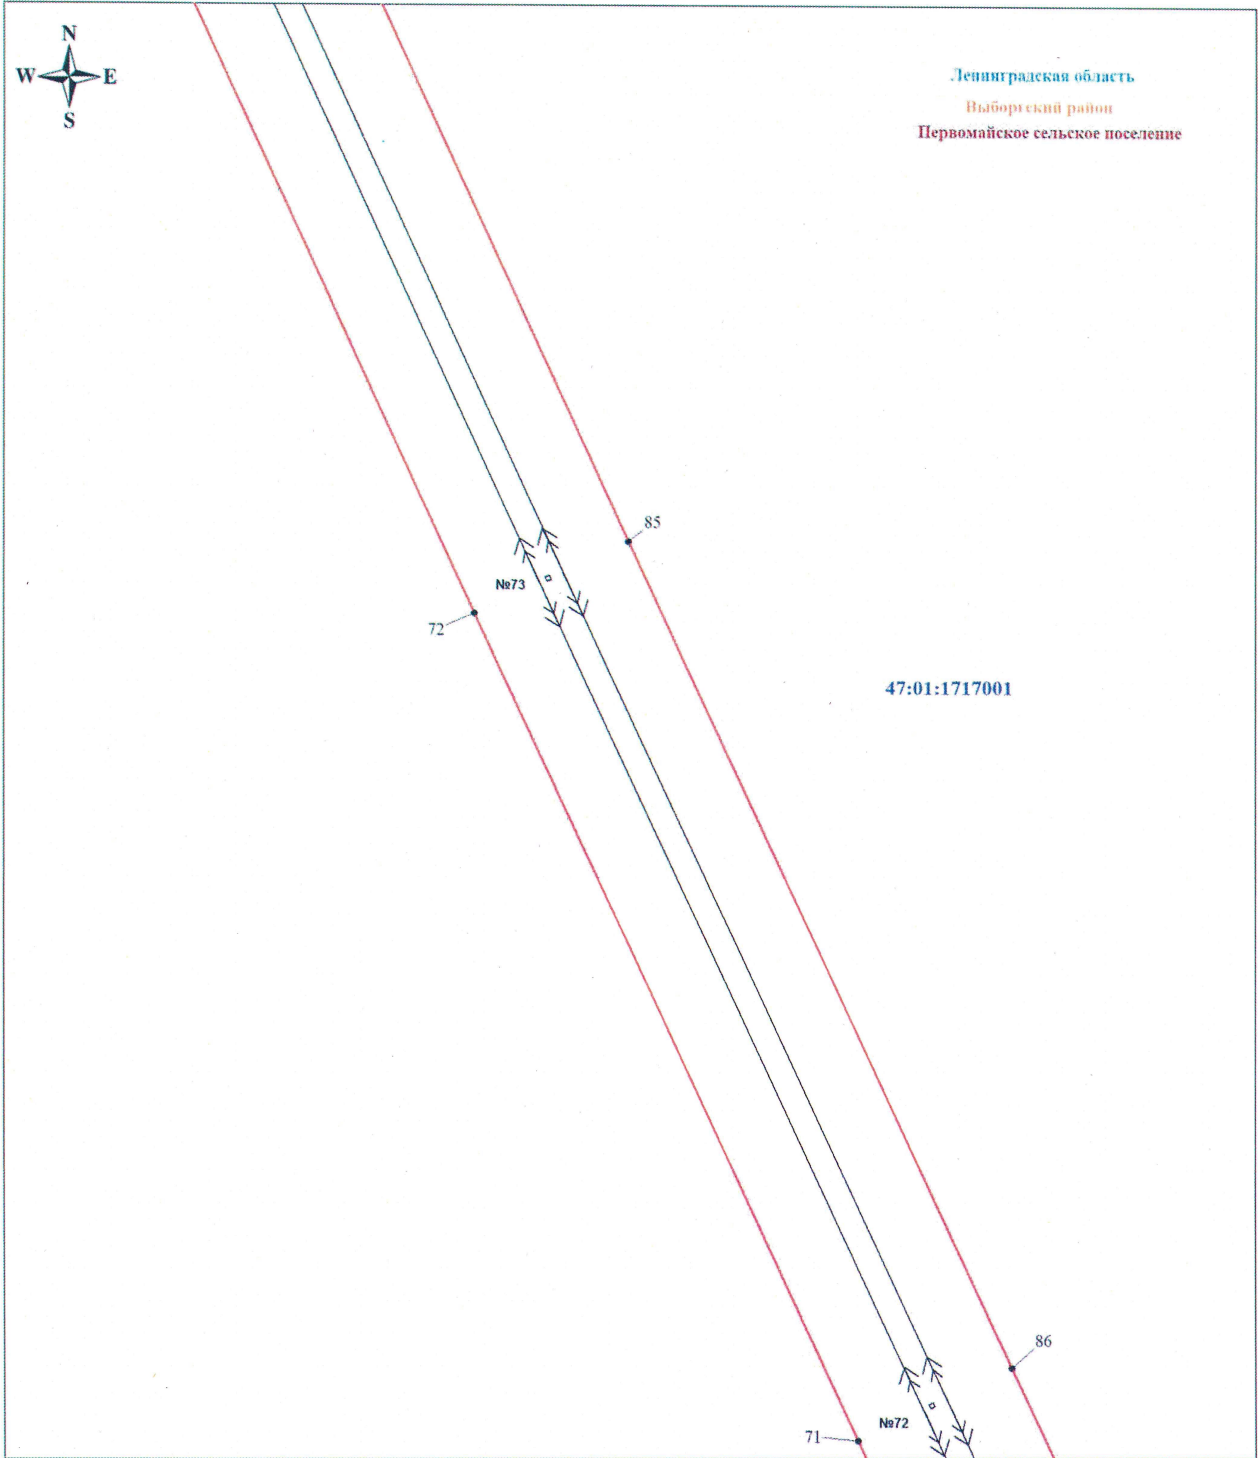 N
W E
S
Ленинградская область
Выборгский район
Первомайское сельское поселение
85
№73
72
47:01:1717001
86
№72
71